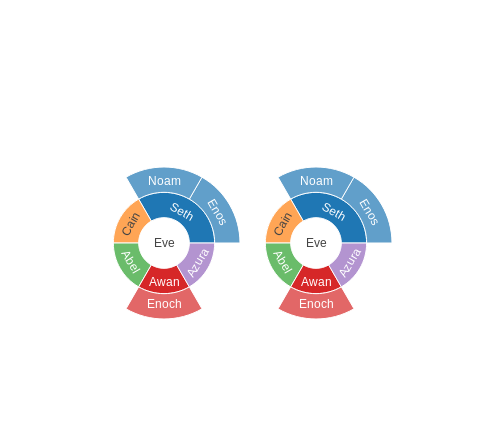 Noam
Enos
Seth
Cain
Eve
Abel
Azura
Awan
Enoch
Noam
Enos
Seth
Cain
Eve
Abel
Azura
Awan
Enoch